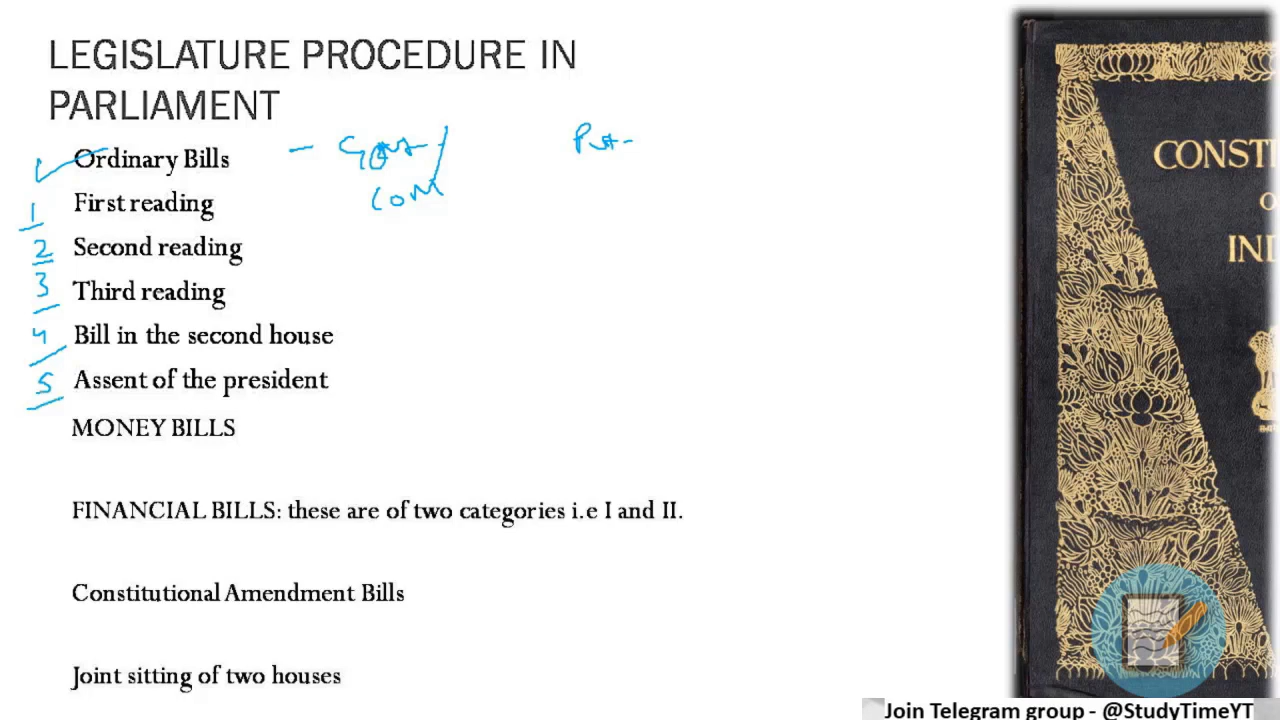 LEGISLATURE PROCEDURE IN
PARLIAMENT
Ordinary Bills
1 First reading
2 Second reading
3 Third reading
4 Bill in the second house
5 Assent of the president
MONEY BILLS
FINANCIAL BILLS: these are of two categories i.e I and II.
Constitutional Amendment Bills
Joint sitting of two houses
CONSTI
O
IN
Join Telegram group - @StudyTimeYT